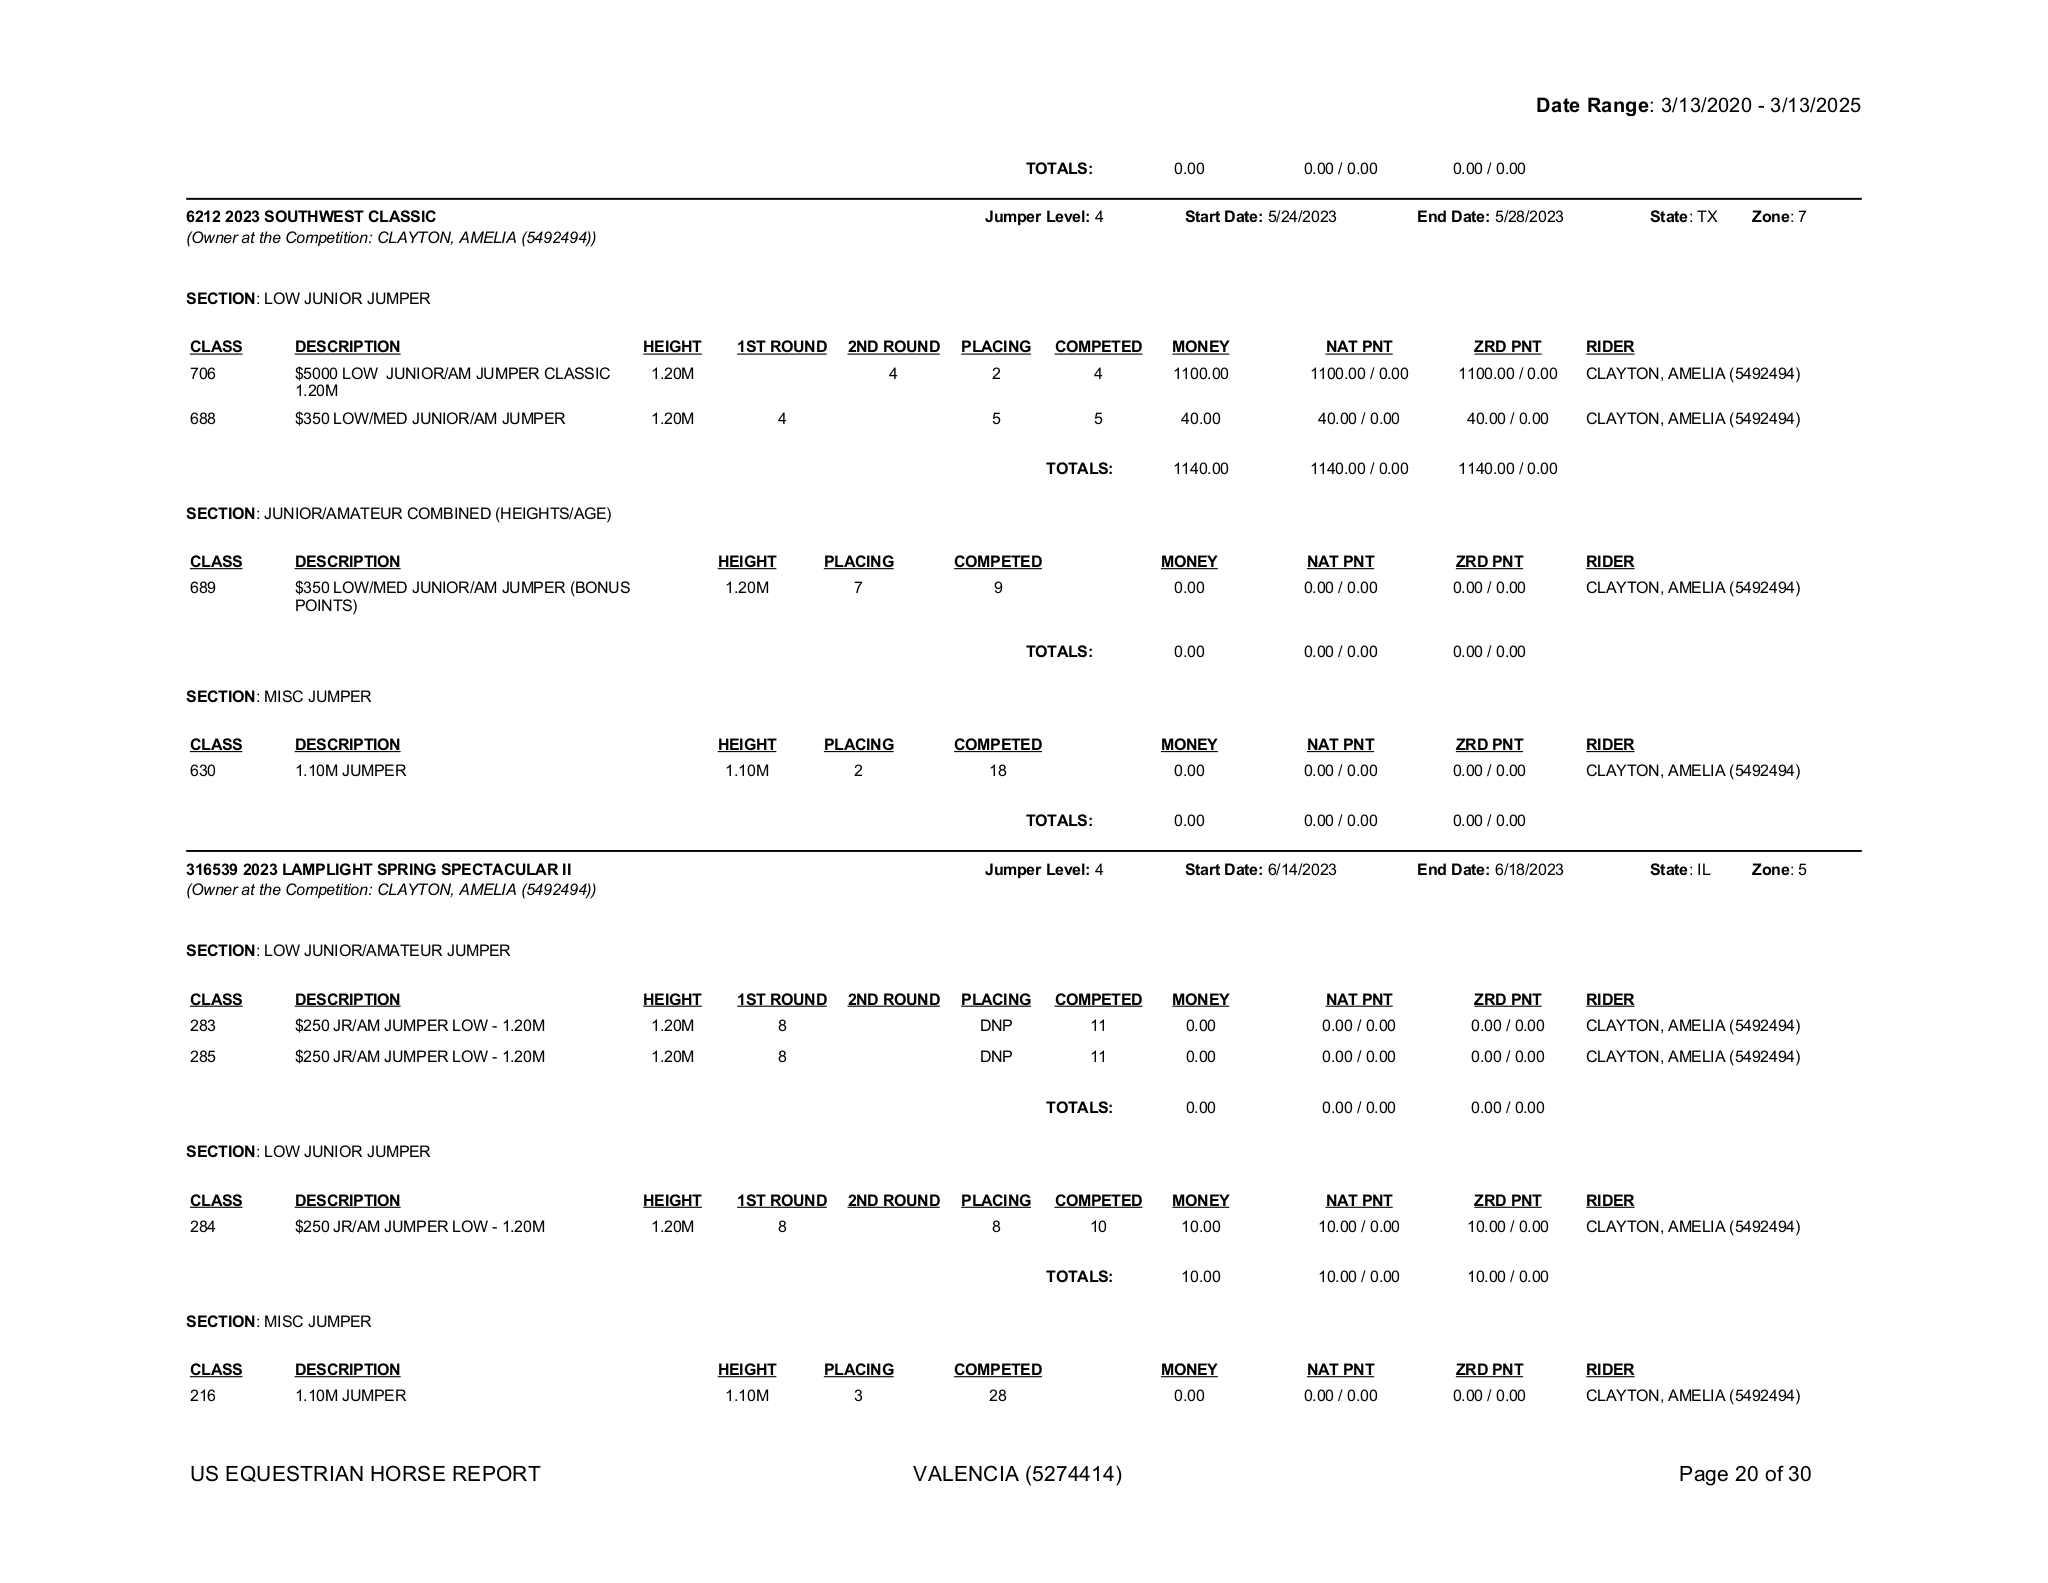 Date Range: 3/13/2020 - 3/13/2025
TOTALS: 0.00 0.00 / 0.00 0.00 / 0.00
6212 2023 SOUTHWEST CLASSIC Jumper Level: 4 Start Date: 5/24/2023 End Date: 5/28/2023 State: TX Zone: 7
(Owner at the Competition: CLAYTON, AMELIA (5492494))
SECTION: LOW JUNIOR JUMPER
CLASS DESCRIPTION HEIGHT 1ST ROUND 2ND ROUND PLACING COMPETED MONEY NAT PNT ZRD PNT RIDER
706 $5000 LOW  JUNIOR/AM JUMPER CLASSIC 1.20M 4 2 4 1100.00 1100.00 / 0.00 1100.00 / 0.00 CLAYTON, AMELIA (5492494)
1.20M
688 $350 LOW/MED JUNIOR/AM JUMPER 1.20M 4 5 5 40.00 40.00 / 0.00 40.00 / 0.00 CLAYTON, AMELIA (5492494)
TOTALS: 1140.00 1140.00 / 0.00 1140.00 / 0.00
SECTION: JUNIOR/AMATEUR COMBINED (HEIGHTS/AGE)
CLASS DESCRIPTION HEIGHT PLACING COMPETED MONEY NAT PNT ZRD PNT RIDER
689 $350 LOW/MED JUNIOR/AM JUMPER (BONUS 1.20M 7 9 0.00 0.00 / 0.00 0.00 / 0.00 CLAYTON, AMELIA (5492494)
POINTS)
TOTALS: 0.00 0.00 / 0.00 0.00 / 0.00
SECTION: MISC JUMPER
CLASS DESCRIPTION HEIGHT PLACING COMPETED MONEY NAT PNT ZRD PNT RIDER
630 1.10M JUMPER 1.10M 2 18 0.00 0.00 / 0.00 0.00 / 0.00 CLAYTON, AMELIA (5492494)
TOTALS: 0.00 0.00 / 0.00 0.00 / 0.00
316539 2023 LAMPLIGHT SPRING SPECTACULAR II Jumper Level: 4 Start Date: 6/14/2023 End Date: 6/18/2023 State: IL Zone: 5
(Owner at the Competition: CLAYTON, AMELIA (5492494))
SECTION: LOW JUNIOR/AMATEUR JUMPER
CLASS DESCRIPTION HEIGHT 1ST ROUND 2ND ROUND PLACING COMPETED MONEY NAT PNT ZRD PNT RIDER
283 $250 JR/AM JUMPER LOW - 1.20M 1.20M 8 DNP 11 0.00 0.00 / 0.00 0.00 / 0.00 CLAYTON, AMELIA (5492494)
285 $250 JR/AM JUMPER LOW - 1.20M 1.20M 8 DNP 11 0.00 0.00 / 0.00 0.00 / 0.00 CLAYTON, AMELIA (5492494)
TOTALS: 0.00 0.00 / 0.00 0.00 / 0.00
SECTION: LOW JUNIOR JUMPER
CLASS DESCRIPTION HEIGHT 1ST ROUND 2ND ROUND PLACING COMPETED MONEY NAT PNT ZRD PNT RIDER
284 $250 JR/AM JUMPER LOW - 1.20M 1.20M 8 8 10 10.00 10.00 / 0.00 10.00 / 0.00 CLAYTON, AMELIA (5492494)
TOTALS: 10.00 10.00 / 0.00 10.00 / 0.00
SECTION: MISC JUMPER
CLASS DESCRIPTION HEIGHT PLACING COMPETED MONEY NAT PNT ZRD PNT RIDER
216 1.10M JUMPER 1.10M 3 28 0.00 0.00 / 0.00 0.00 / 0.00 CLAYTON, AMELIA (5492494)
US EQUESTRIAN HORSE REPORT VALENCIA (5274414) Page 20 of 30